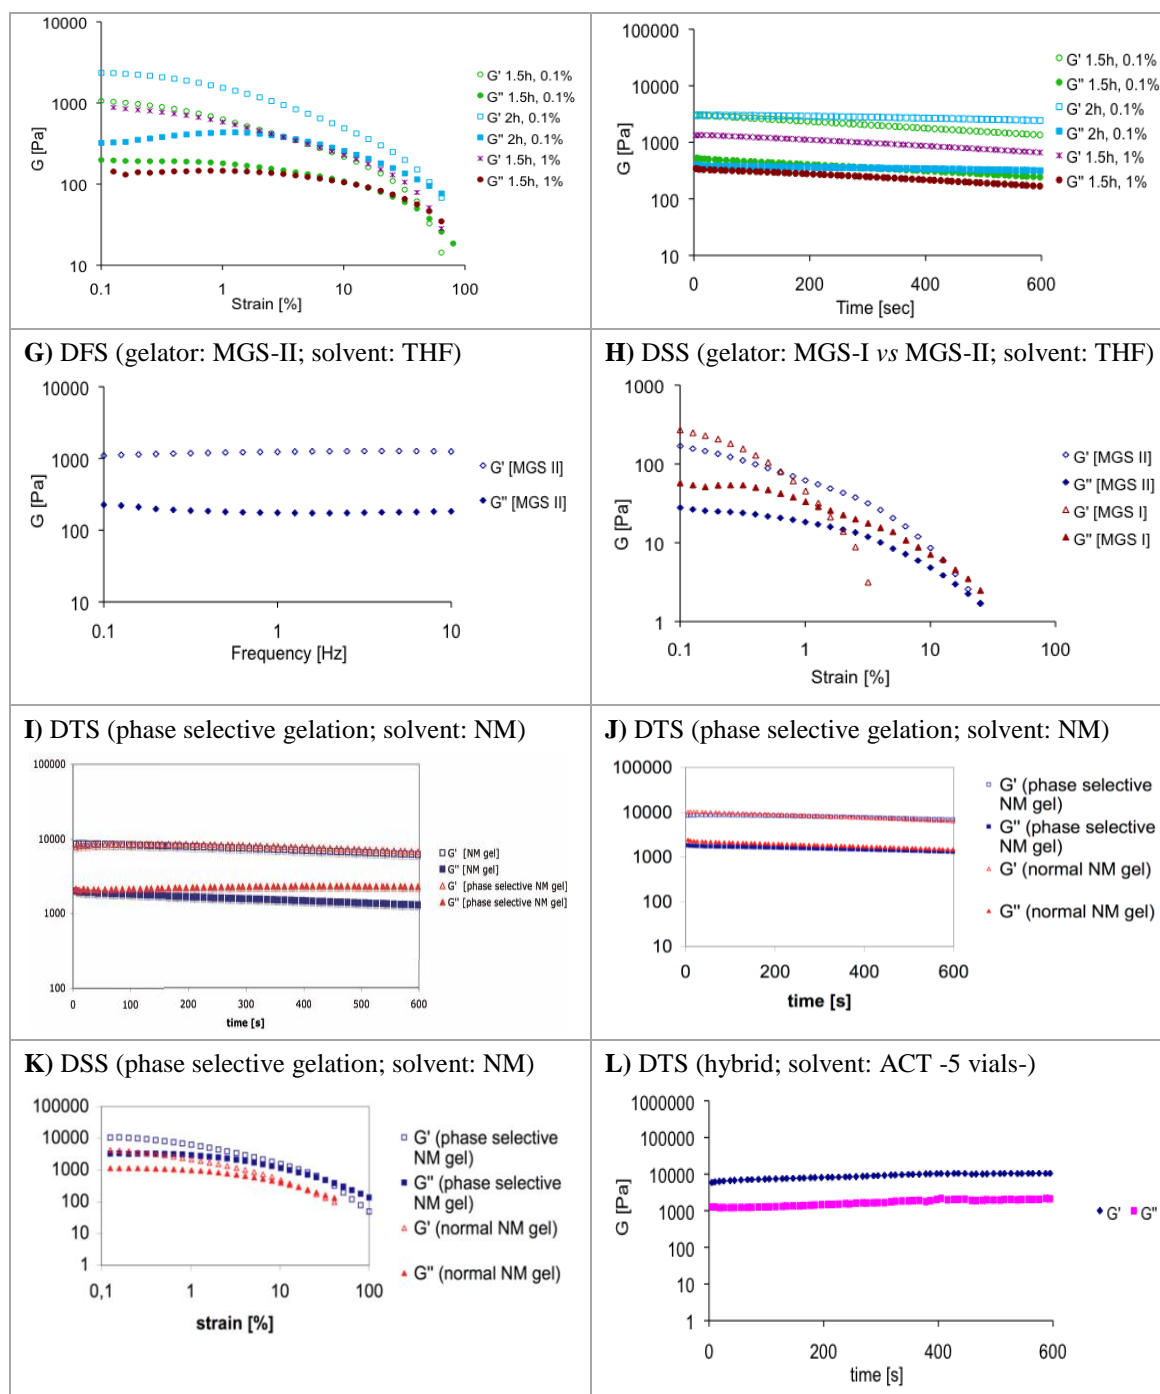 10000
1000
100
10
G [Pa]
0.1 1 10 100
Strain [%]
G' 1.5h, 0.1%
G" 1.5h, 0.1%
G' 2h, 0.1%
G" 2h, 0.1%
G' 1.5h, 1%
G" 1.5h, 1%
100000
10000
1000
100
10
G [Pa]
0 200 400 600
Time [sec]
G' 1.5h, 0.1%
G" 1.5h, 0.1%
G' 2h, 0.1%
G" 2h, 0.1%
G' 1.5h, 1%
G" 1.5h, 1%
G) DFS (gelator: MGS-II; solvent: THF)
10000
1000
100
10
G [Pa]
0.1 1 10
Frequency [Hz]
G' [MGS II]
G" [MGS II]
H) DSS (gelator: MGS-I vs MGS-II; solvent: THF)
1000
100
10
1
G [Pa]
0.1 1 10 100
Strain [%]
G' [MGS II]
G" [MGS II]
G' [MGS I]
G" [MGS I]
I) DTS (phase selective gelation; solvent: NM)
100000
10000
1000
100
G [Pa]
0 100 200 300 400 500 600
time [s]
G' [NM gel]
G" [NM gel]
G' [phase selective NM gel]
G" [phase selective NM gel]
J) DTS (phase selective gelation; solvent: NM)
100000
10000
1000
100
10
G [Pa]
0 200 400 600
time [s]
G' (phase selective
NM gel)
G" (phase selective
NM gel)
G' (normal NM gel)
G" (normal NM gel)
K) DSS (phase selective gelation; solvent: NM)
100000
10000
1000
100
10
1
G [Pa]
0,1 1 10 100
strain [%]
G' (phase selective
NM gel)
G" (phase selective
NM gel)
G' (normal NM gel)
G" (normal NM gel)
L) DTS (hybrid; solvent: ACT -5 vials-)
1000000
100000
10000
1000
100
10
1
G [Pa]
0 200 400 600
time [s]
G' G"